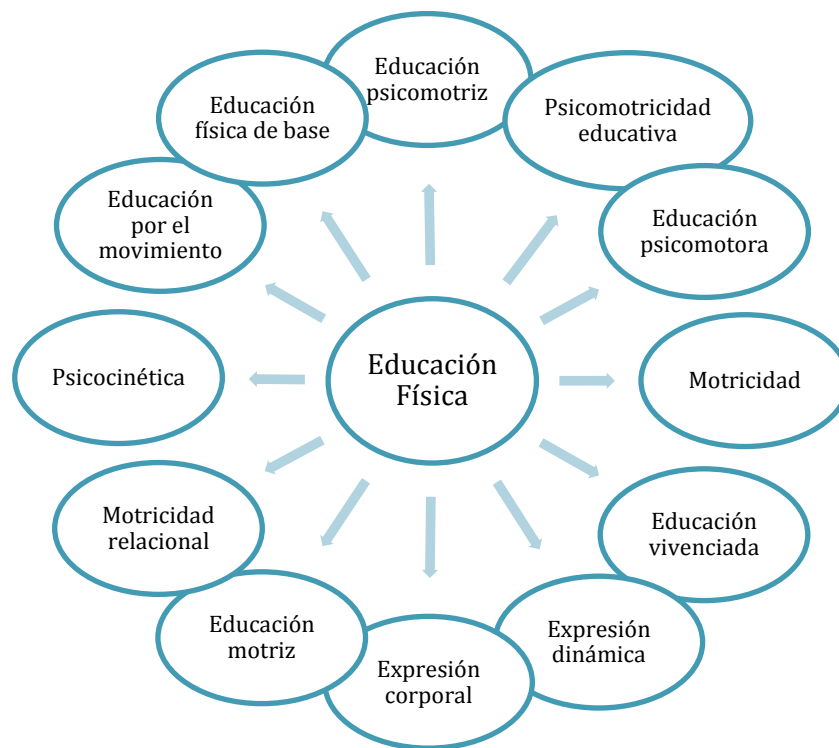 Educación
psicomotriz
Psicomotricidad
educativa
Educación
psicomotora
Motricidad
Educación
vivenciada
Expresión
dinámica
Expresión
corporal
Educación
motriz
Motricidad
relacional
Psicocinética
Educación
por el
movimiento
Educación
física de base
Educación
Física